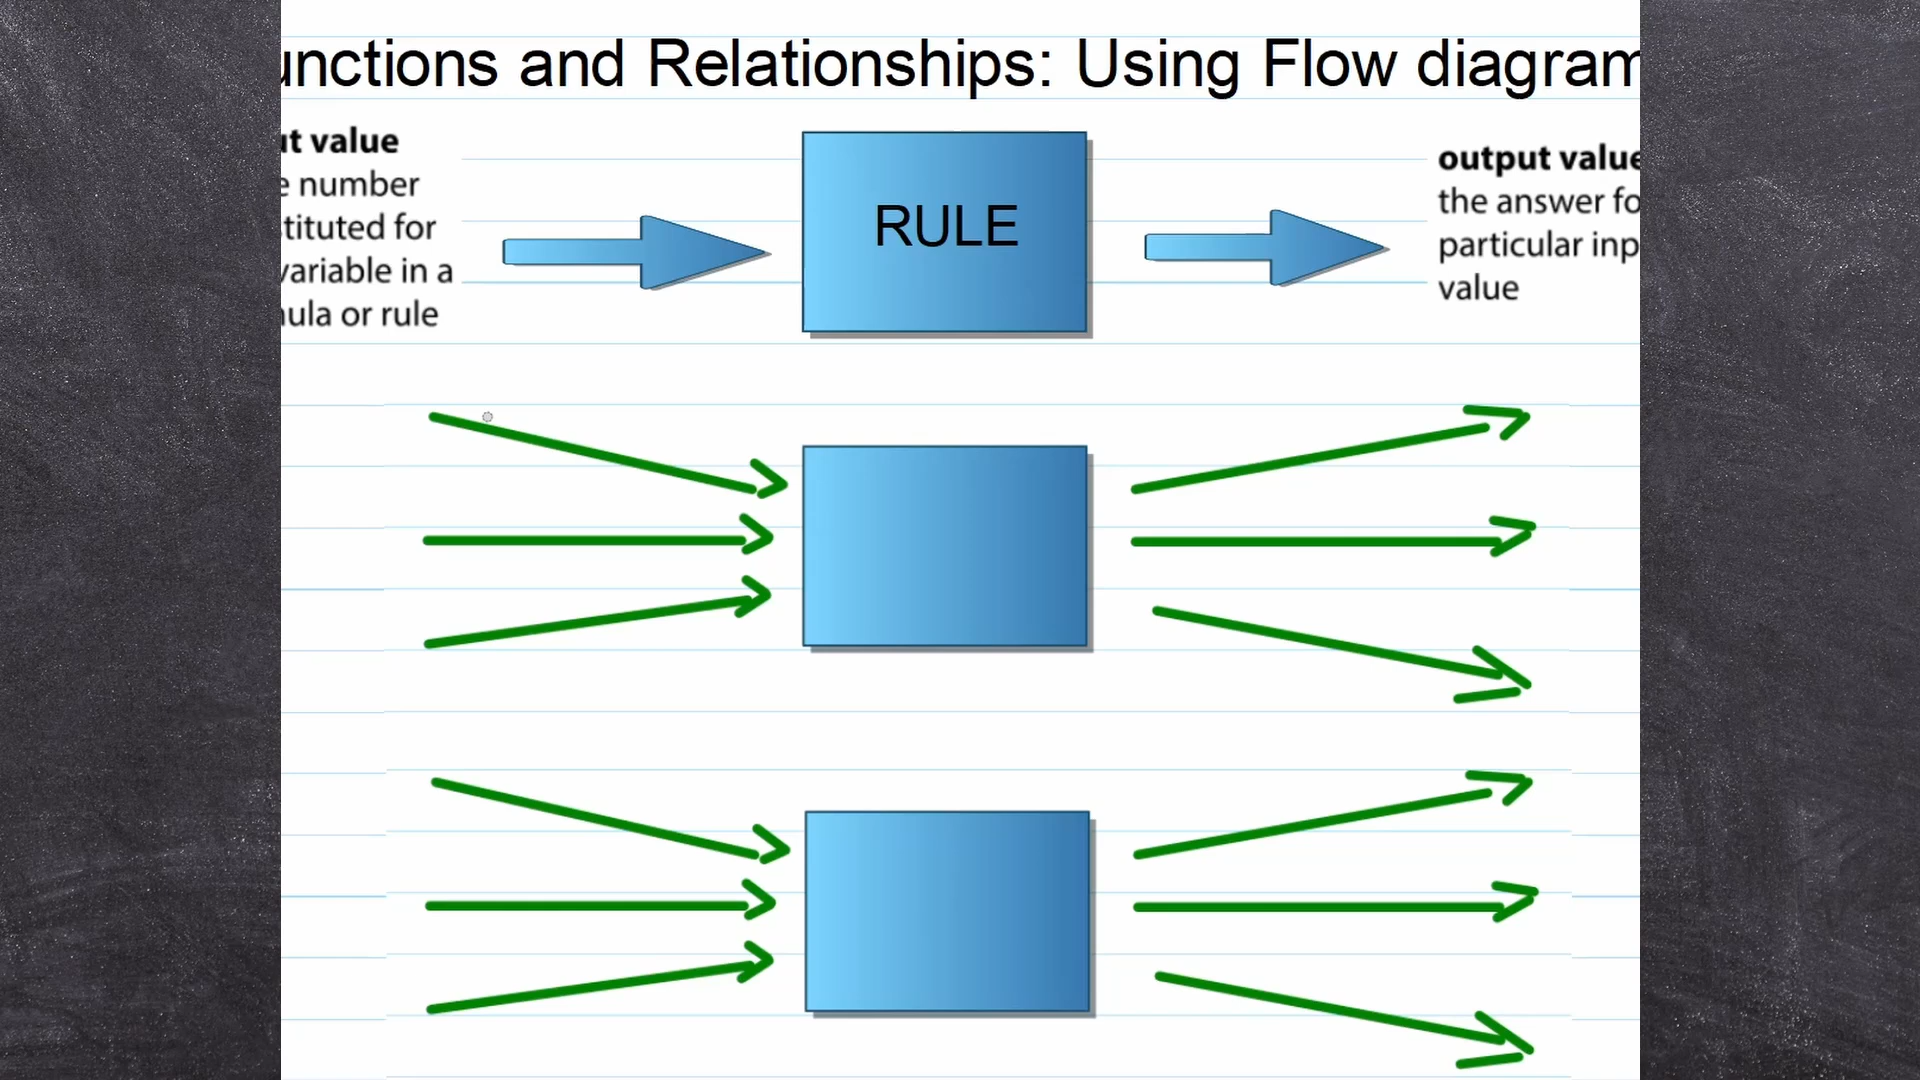 unctions and Relationships: Using Flow diagram
ut value
e number
tituted for
variable in a
ula or rule
RULE
output value
the answer fo
particular inp
value